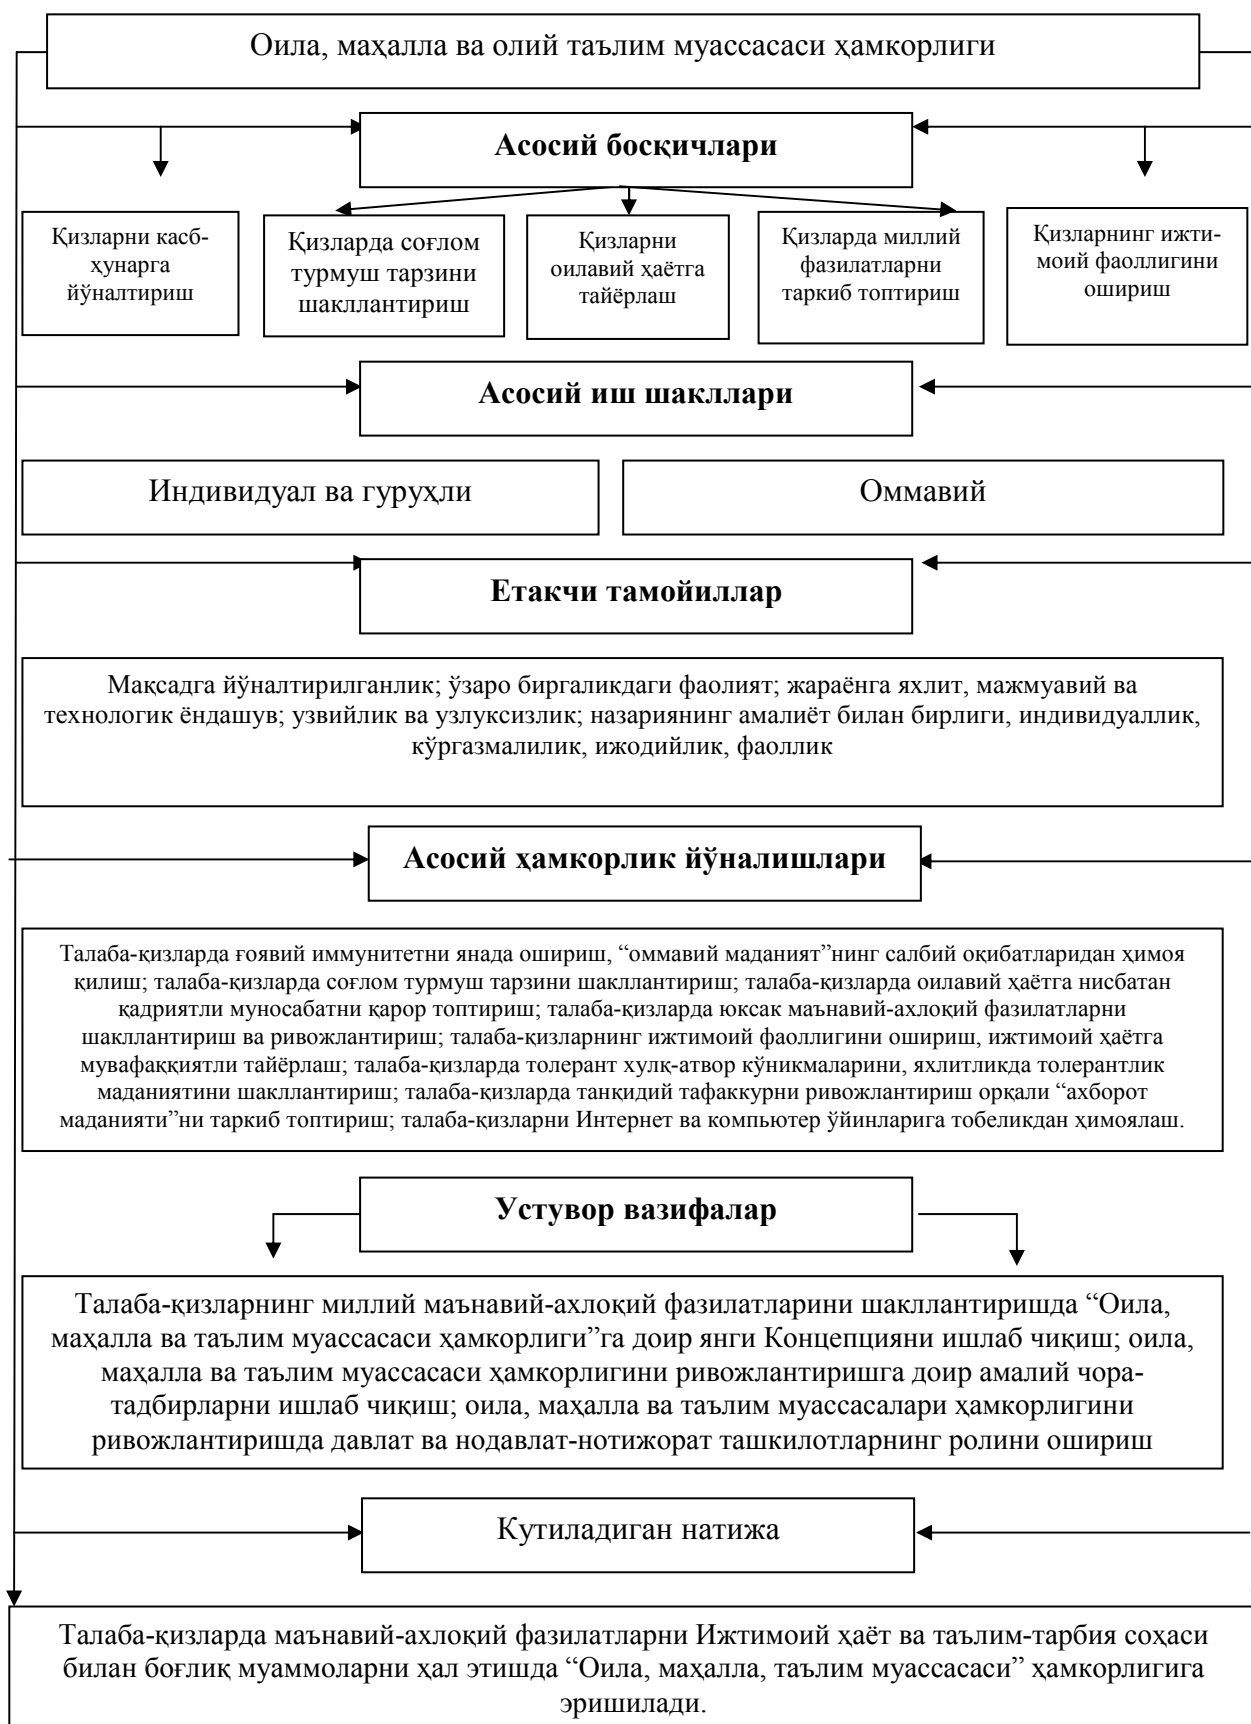 Оила, маҳалла ва олий таълим муассасаси ҳамкорлиги
Асосий босқичлари
Қизларни касб-
ҳунарга
йўналтириш
Қизларда соғлом
турмуш тарзини
шакллантириш
Қизларни
оилавий ҳаётга
тайёрлаш
Қизларда миллий
фазилатларни
таркиб топтириш
Қизларнинг ижти-
моий фаоллигини
ошириш
Асосий иш шакллари
Индивидуал ва гуруҳли
Оммавий
Етакчи тамойиллар
Мақсадга йўналтирилганлик; ўзаро биргаликдаги фаолият; жараёнга яхлит, мажмуавий ва
технологик ёндашув; узвийлик ва узлуксизлик; назариянинг амалиёт билан бирлиги, индивидуаллик,
кўргазмалилик, ижодийлик, фаоллик
Асосий ҳамкорлик йўналишлари
Талаба-қизларда ғоявий иммунитетни янада ошириш, “оммавий маданият”нинг салбий оқибатларидан ҳимоя
қилиш; талаба-қизларда соғлом турмуш тарзини шакллантириш; талаба-қизларда оилавий ҳаётга нисбатан
қадриятли муносабатни қарор топтириш; талаба-қизларда юксак маънавий-ахлоқий фазилатларни
шакллантириш ва ривожлантириш; талаба-қизларнинг ижтимоий фаоллигини ошириш, ижтимоий ҳаётга
мувафаққиятли тайёрлаш; талаба-қизларда толерант хулқ-атвор кўникмаларини, яхлитликда толерантлик
маданиятини шакллантириш; талаба-қизларда танқидий тафаккурни ривожлантириш орқали “ахборот
маданияти”ни таркиб топтириш; талаба-қизларни Интернет ва компьютер ўйинларига тобеликдан ҳимоялаш.
Устувор вазифалар
Талаба-қизларнинг миллий маънавий-ахлоқий фазилатларини шакллантиришда “Оила,
маҳалла ва таълим муассасаси ҳамкорлиги”га доир янги Концепцияни ишлаб чиқиш; оила,
маҳалла ва таълим муассасаси ҳамкорлигини ривожлантиришга доир амалий чора-
тадбирларни ишлаб чиқиш; оила, маҳалла ва таълим муассасалари ҳамкорлигини
ривожлантиришда давлат ва нодавлат-нотижорат ташкилотларнинг ролини ошириш
Кутиладиган натижа
Талаба-қизларда маънавий-ахлоқий фазилатларни Ижтимоий ҳаёт ва таълим-тарбия соҳаси
билан боғлиқ муаммоларни ҳал этишда “Оила, маҳалла, таълим муассасаси” ҳамкорлигига
эришилади.